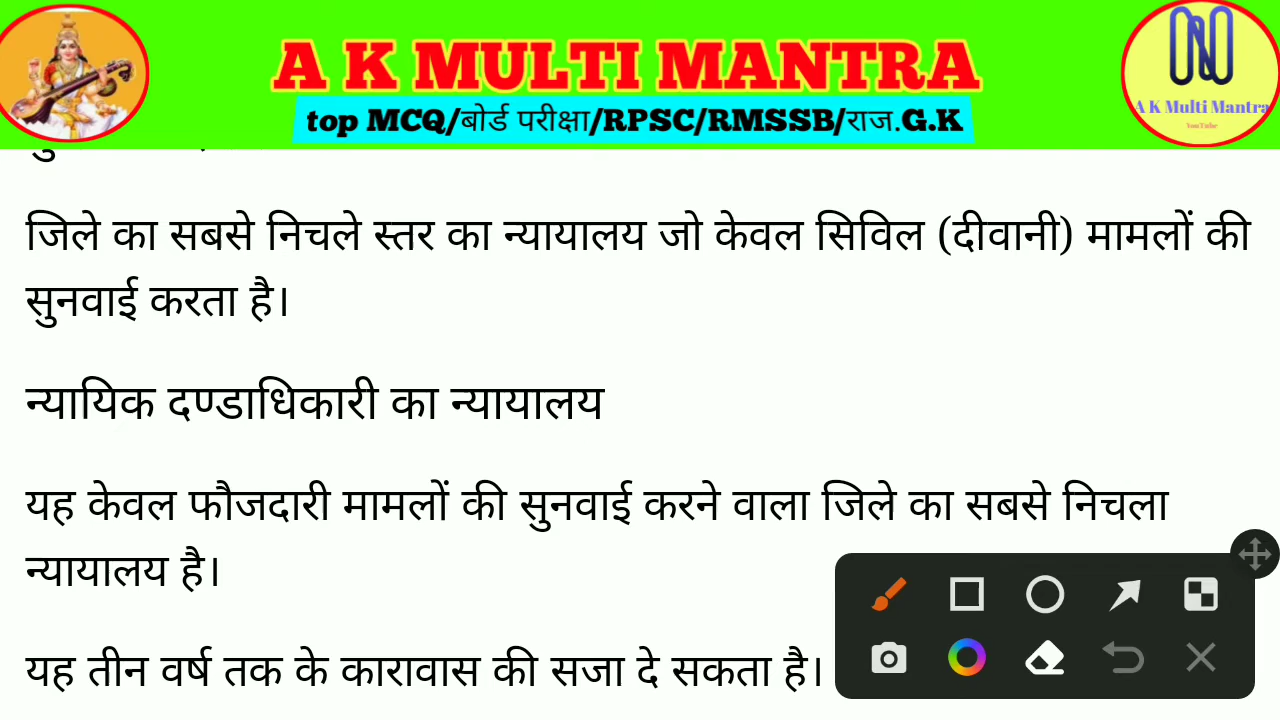 A K MULTI MANTRA
top MCQ/बोर्ड परीक्षा/RPSC/RMSSB/राज.G.K
A K Multi Mantra
YouTube
जिले का सबसे निचले स्तर का न्यायालय जो केवल सिविल (दीवानी) मामलों की
सुनवाई करता है।
न्यायिक दण्डाधिकारी का न्यायालय
यह केवल फौजदारी मामलों की सुनवाई करने वाला जिले का सबसे निचला
न्यायालय है।
यह तीन वर्ष तक के कारावास की सजा दे सकता है।